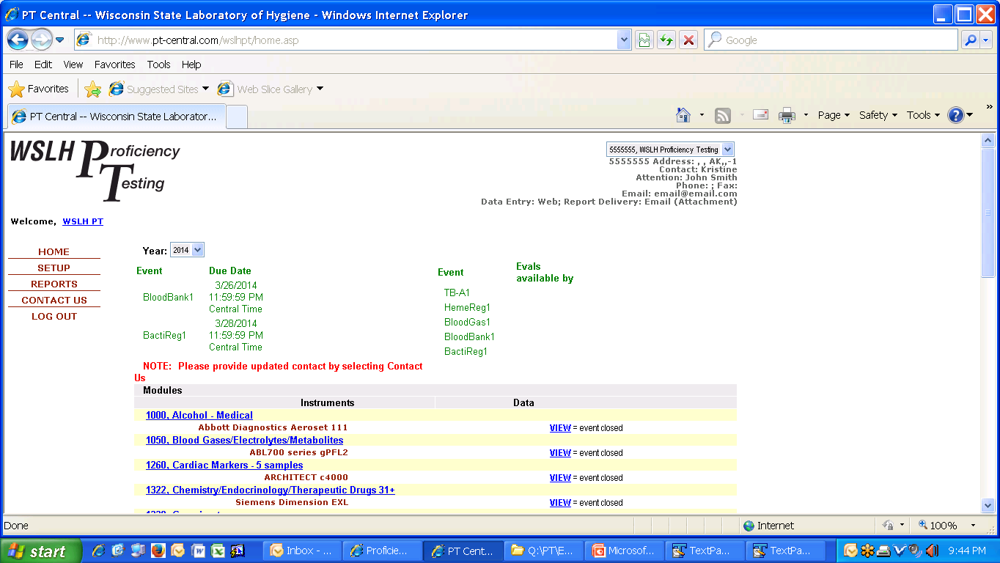 PT Central -- Wisconsin State Laboratory of Hygiene - Windows Internet Explorer
http://www.pt-central.com/wslhpt/home.asp
Google
File Edit View Favorites Tools Help
Favorites Suggested Sites Web Slice Gallery
PT Central -- Wisconsin State Laborator...
Page Safety Tools
»
WSLH Proficiency
Testing
5555555, WSLH Proficiency Testing
5555555 Address: , , AK,,-1
Contact: Kristine
Attention: John Smith
Phone: ; Fax:
Email: email@email.com
Data Entry: Web; Report Delivery: Email (Attachment)
Welcome, WSLH PT
HOME
SETUP
REPORTS
CONTACT US
LOG OUT
Year: 2014
Event Due Date
BloodBank1 3/26/2014
11:59:59 PM
Central Time
BactiReg1 3/28/2014
11:59:59 PM
Central Time
Event Evals
available by
TB-A1
HemeReg1
BloodGas1
BloodBank1
BactiReg1
NOTE: Please provide updated contact by selecting Contact
Us
Modules
Instruments Data
1000, Alcohol - Medical
Abbott Diagnostics Aeroset 111 VIEW = event closed
1050, Blood Gases/Electrolytes/Metabolites
ABL700 series gPFL2 VIEW = event closed
1260, Cardiac Markers - 5 samples
ARCHITECT c4000 VIEW = event closed
1322, Chemistry/Endocrinology/Therapeutic Drugs 31+
Siemens Dimension EXL VIEW = event closed
Done Internet 100%
start Inbox - ... Proficie... PT Cent... Q:\PT\E... Microsof... TextPa... TextPa... 9:44 PM